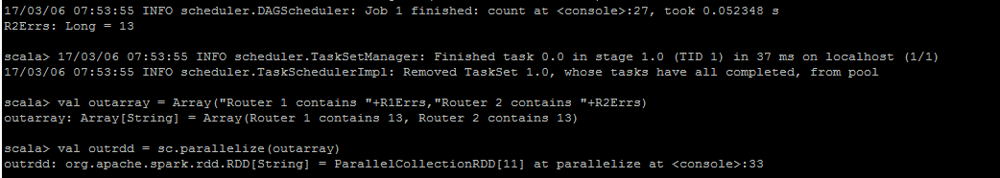 17/03/06 07:53:55 INFO scheduler.DAGScheduler: Job 1 finished: count at <console>:27, took 0.052348 s
R2Errs: Long = 13
scala> 17/03/06 07:53:55 INFO scheduler.TaskSetManager: Finished task 0.0 in stage 1.0 (TID 1) in 37 ms on localhost (1/1)
17/03/06 07:53:55 INFO scheduler.TaskSchedulerImpl: Removed TaskSet 1.0, whose tasks have all completed, from pool
scala> val outarray = Array("Router 1 contains "+R1Errs,"Router 2 contains "+R2Errs)
outarray: Array[String] = Array(Router 1 contains 13, Router 2 contains 13)
scala> val outrdd = sc.parallelize(outarray)
outrdd: org.apache.spark.rdd.RDD[String] = ParallelCollectionRDD[11] at parallelize at <console>:33